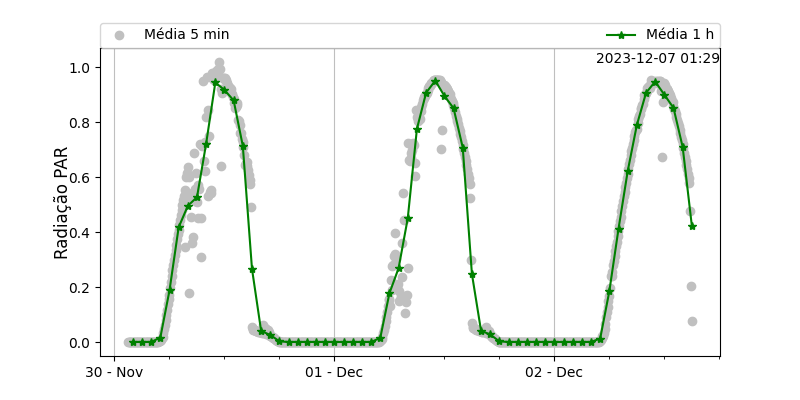 Média 5 min
Média 1 h
2023-12-07 01:29
Radiação PAR
1.0
0.8
0.6
0.4
0.2
0.0
30 - Nov
01 - Dec
02 - Dec